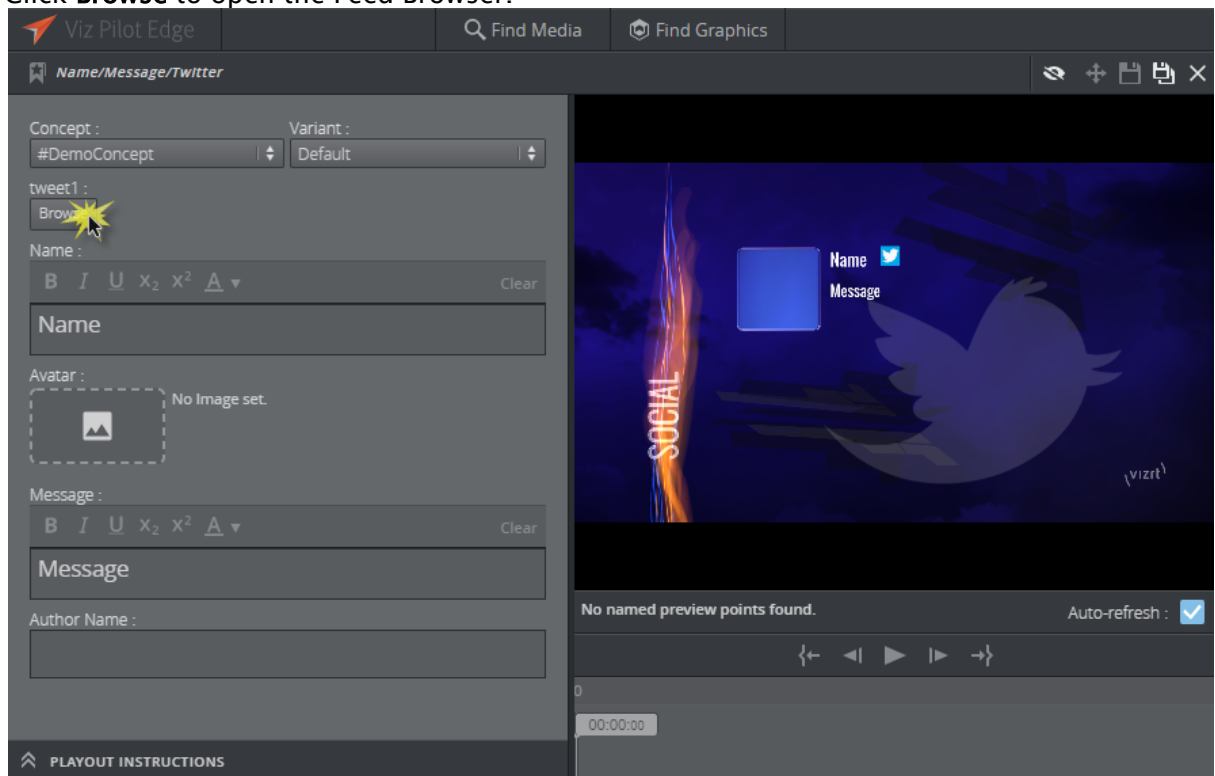 Click Browse to open the Feed Browser.
Viz Pilot Edge
Find Media
Find Graphics
Name/Message/Twitter
Concept :
Variant :
#DemoConcept
Default
tweet1 :
Name :
B I U X₂ X² A
Clear
Name
Avatar :
No Image set.
Message :
B I U X₂ X² A
Clear
Message
Author Name :
PLAYOUT INSTRUCTIONS
Name
Message
SOCIAL
vizrt
No named preview points found.
Auto-refresh :
0
00:00:00